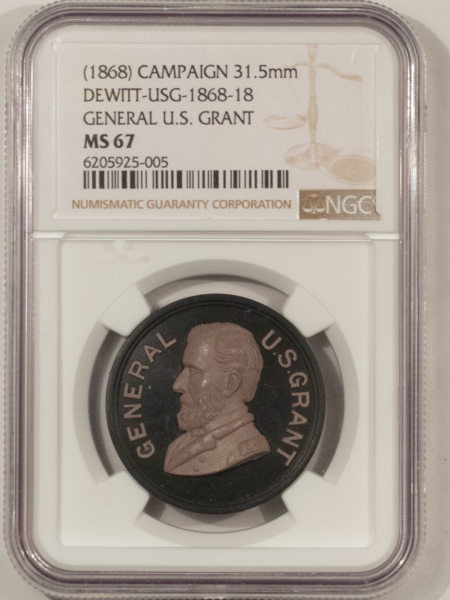 (1868) CAMPAIGN 31.5mm
DEWITT-USG-1868-18
GENERAL U.S. GRANT
MS 67
6205925-005
NUMISMATIC GUARANTY CORPORATION
NGC
GENERAL U.S. GRANT